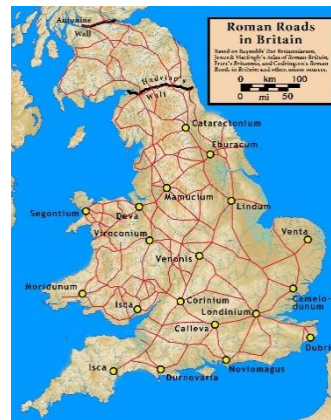 Roman Roads
in Britain
Antonine
Wall
km 100
0
mi 50
Hadrian's
Wall
Cataractonium
Eburacum
Mamucium
Segontium
Deva
Lindum
Viroconium
Venta
Venonis
Moridunum
Isca
Corinium
Camelo-
dunum
Londinium
Calleva
Dubris
Isca
Durnovaria
Noviomagus